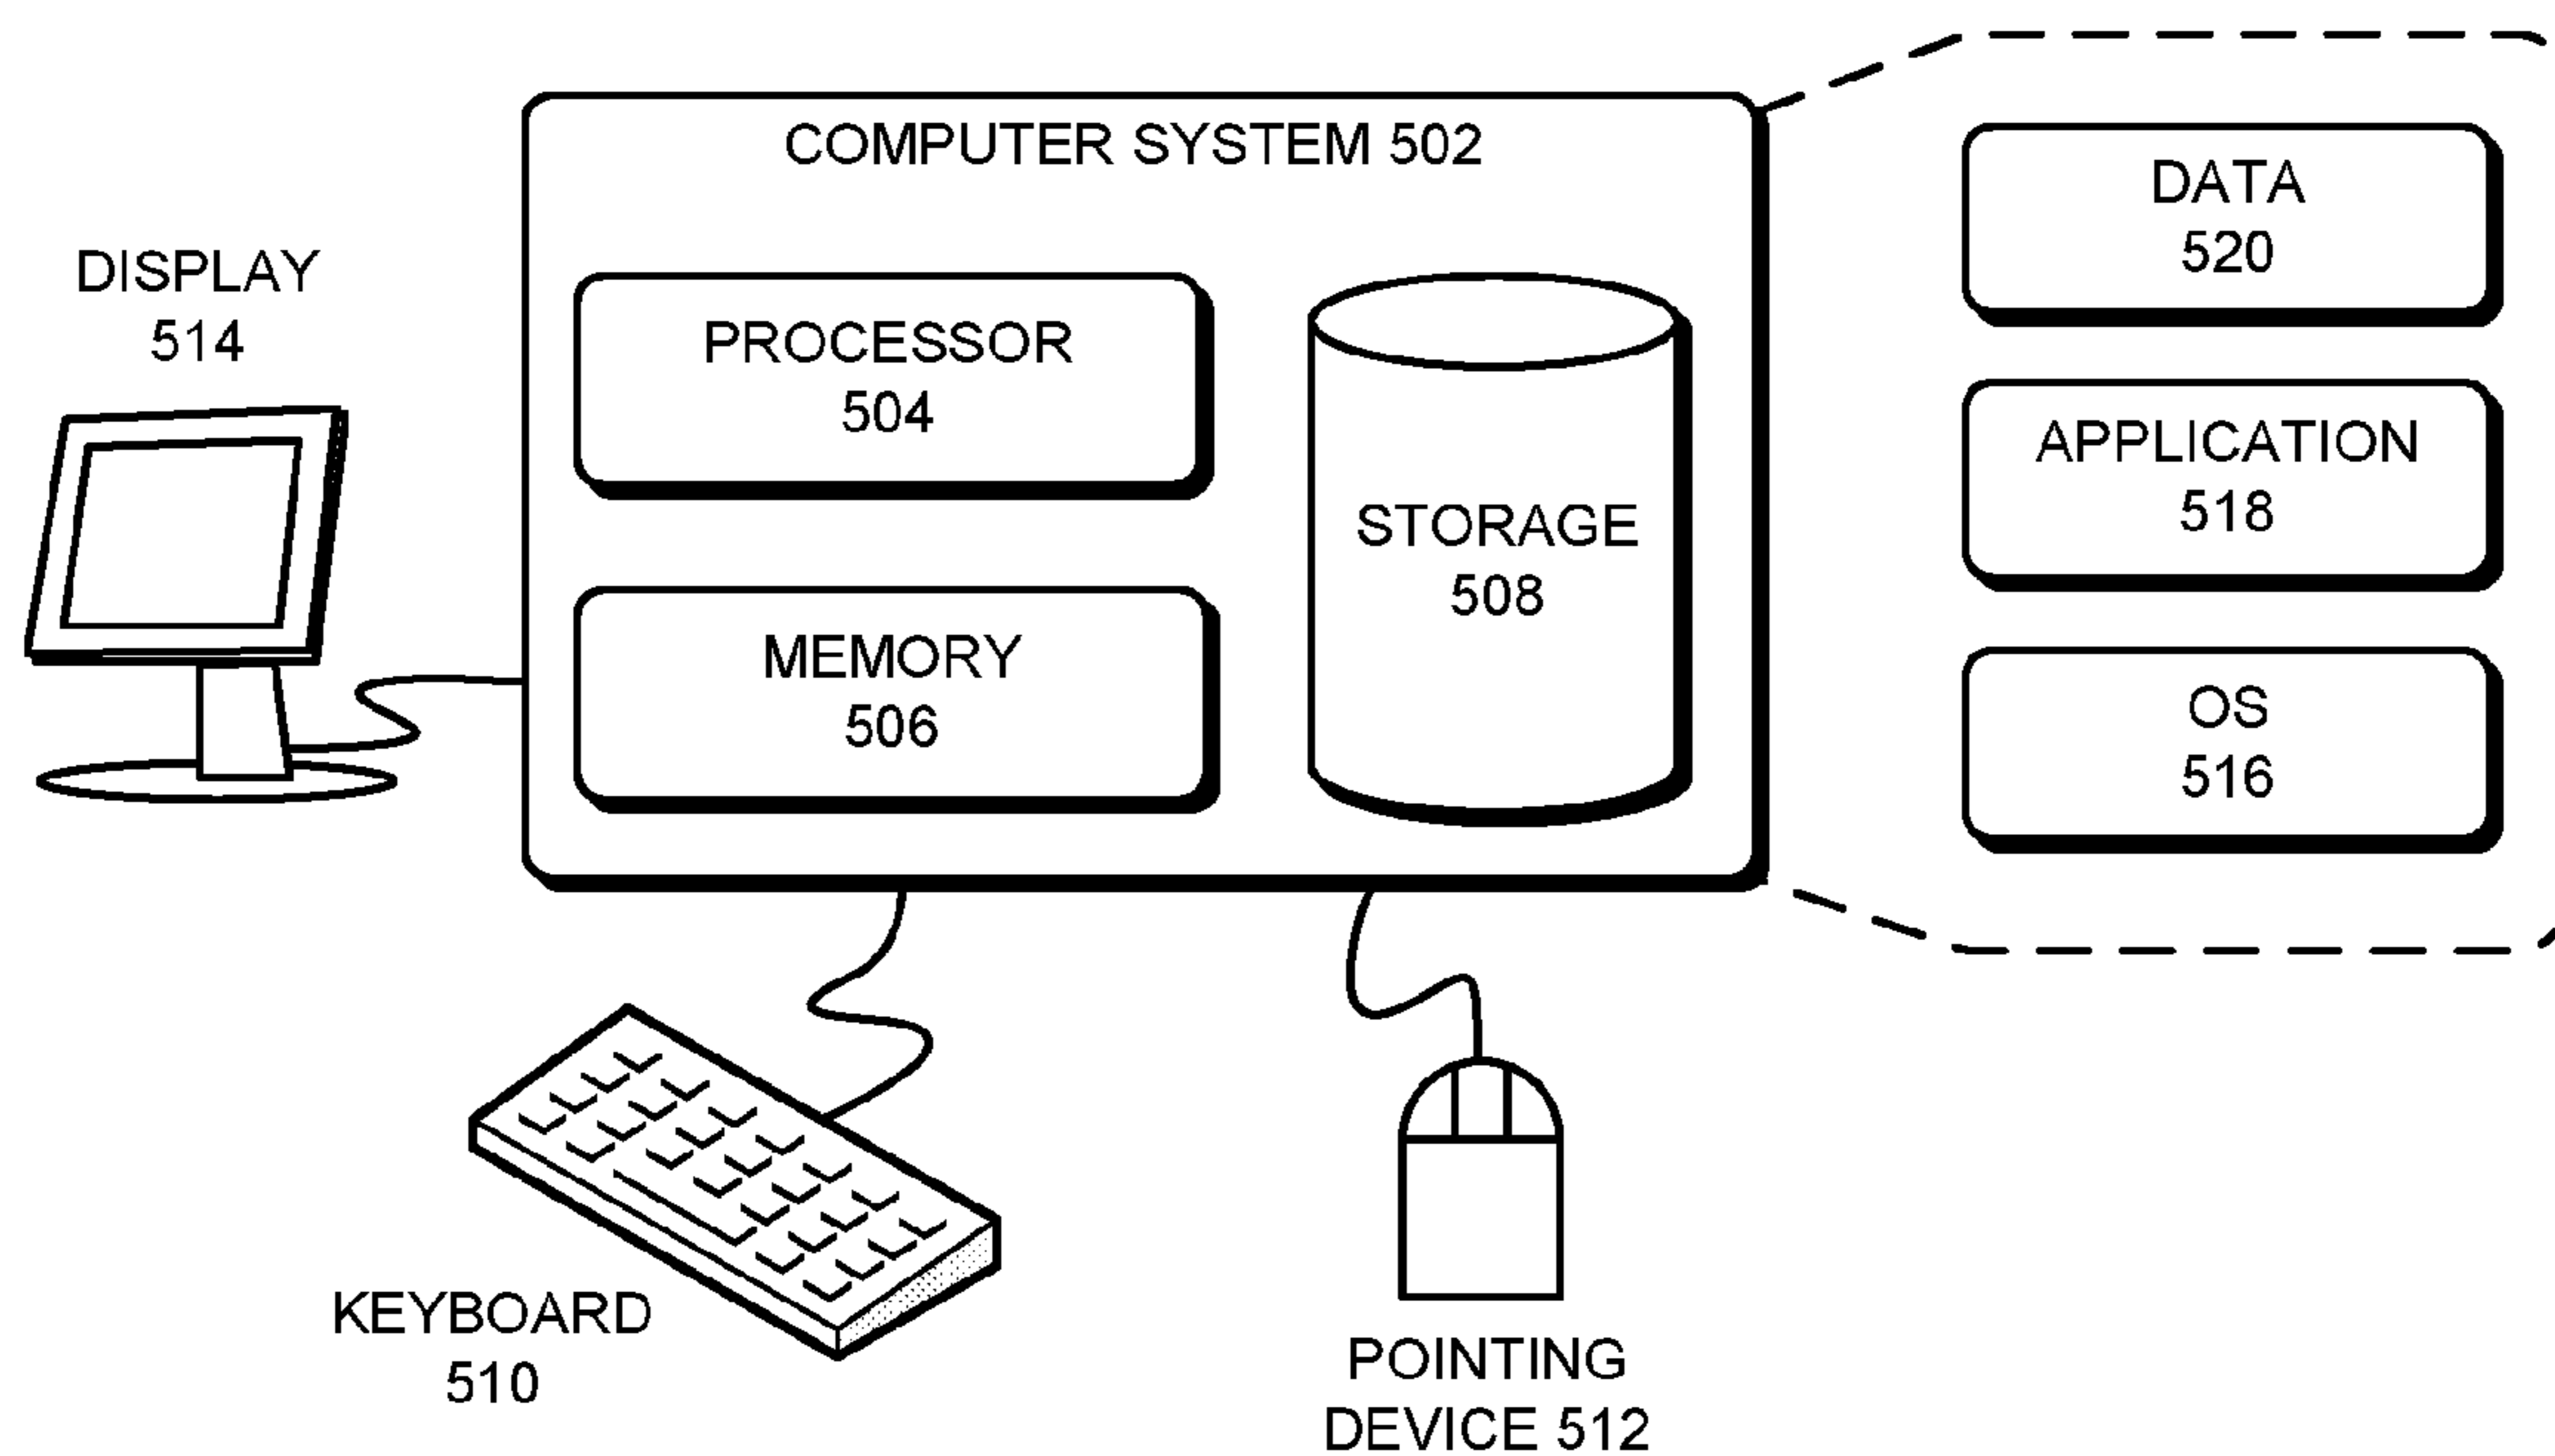 COMPUTER SYSTEM 502
DISPLAY
514
PROCESSOR
504
MEMORY
506
STORAGE
508
DATA
520
APPLICATION
518
OS
516
KEYBOARD
510
POINTING
DEVICE 512